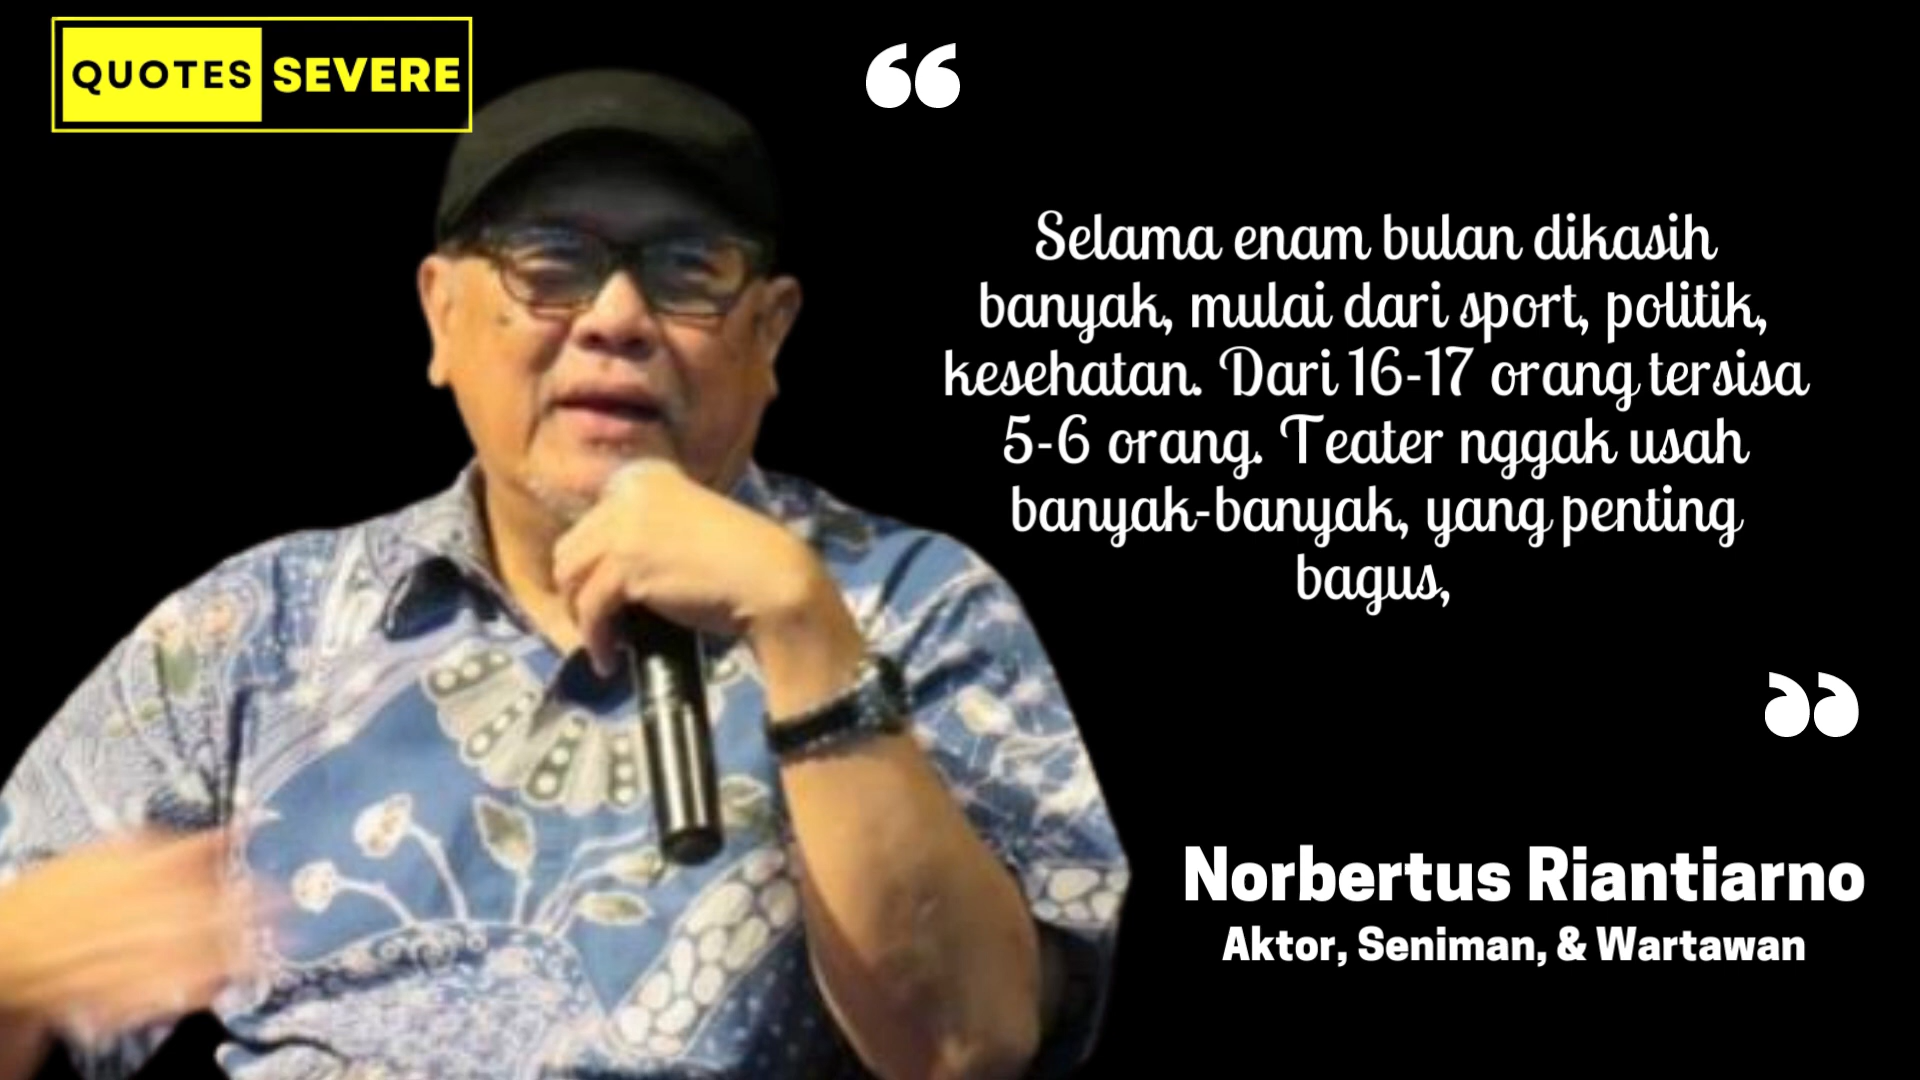 QUOTES SEVERE
“
Selama enam bulan dikasih
banyak, mulai dari sport, politik,
kesehatan. Dari 16-17 orang tersisa
5-6 orang. Teater nggak usah
banyak-banyak, yang penting
bagus,
”
Norbertus Riantiarno
Aktor, Seniman, & Wartawan